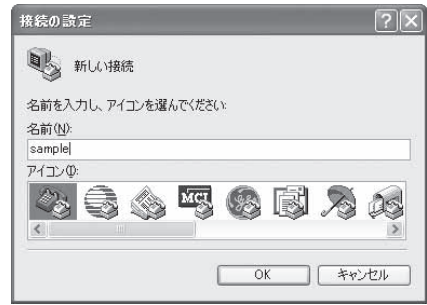 接続の設定
新しい接続
名前を入力し、アイコンを選んでください:
名前(N):
sample
アイコン(I):
MCI
OK キャンセル